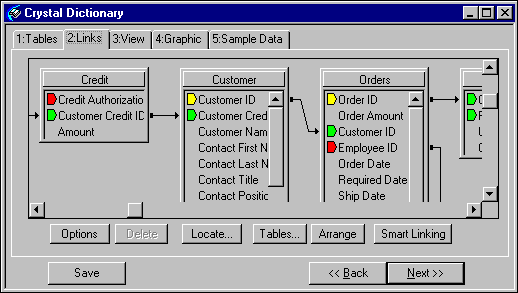 Crystal Dictionary
1:Tables 2:Links 3:View 4:Graphic 5:Sample Data
Credit
Credit Authorizatio
Customer Credit ID
Amount
Customer
Customer ID
Customer Cred
Customer Nam
Contact First N
Contact Last N
Contact Title
Contact Positic
Orders
Order ID
Order Amount
Customer ID
Employee ID
Order Date
Required Date
Ship Date
Options Delete Locate... Tables... Arrange Smart Linking
Save << Back Next >>